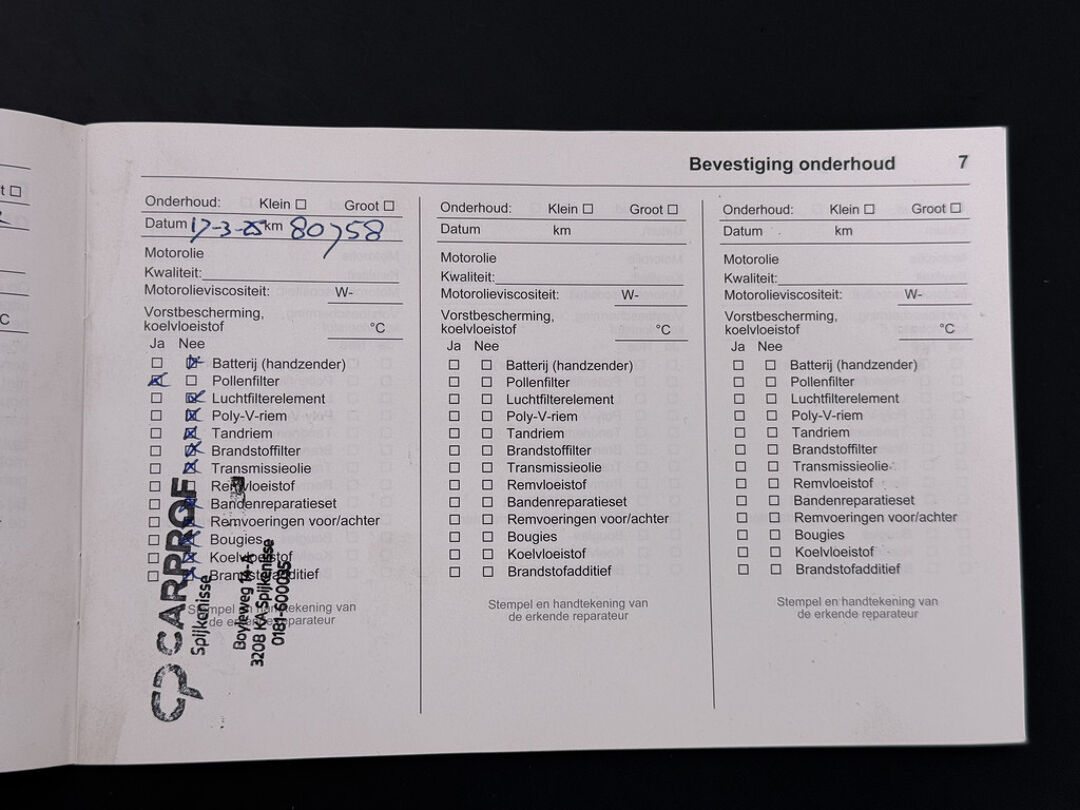 Bevestiging onderhoud 7
t ☐
C
Onderhoud: Klein ☐ Groot ☐
Datum 17-3-25 km 80758
Motorolie
Kwaliteit:
Motorolieviscositeit: W-
Vorstbescherming,
koelvloeistof °C
Ja Nee
☐ ☒ Batterij (handzender)
☒ ☐ Pollenfilter
☐ ☒ Luchtfilterelement
☐ ☒ Poly-V-riem
☐ ☒ Tandriem
☐ ☒ Brandstoffilter
☐ ☒ Transmissieolie
☐ ☐ Remvloeistof
☐ ☒ Bandenreparatieset
☐ ☒ Remvoeringen voor/achter
☐ ☒ Bougies
☐ ☒ Koelvloeistof
☐ ☒ Brandstofadditief
Stempel en handtekening van
de erkende reparateur
CP CARPROF
Spijkenisse
Boyleweg
3208 KA Spijkenisse
0181-600005
Onderhoud: Klein ☐ Groot ☐
Datum km
Motorolie
Kwaliteit:
Motorolieviscositeit: W-
Vorstbescherming,
koelvloeistof °C
Ja Nee
☐ ☐ Batterij (handzender)
☐ ☐ Pollenfilter
☐ ☐ Luchtfilterelement
☐ ☐ Poly-V-riem
☐ ☐ Tandriem
☐ ☐ Brandstoffilter
☐ ☐ Transmissieolie
☐ ☐ Remvloeistof
☐ ☐ Bandenreparatieset
☐ ☐ Remvoeringen voor/achter
☐ ☐ Bougies
☐ ☐ Koelvloeistof
☐ ☐ Brandstofadditief
Stempel en handtekening van
de erkende reparateur
Onderhoud: Klein ☐ Groot ☐
Datum km
Motorolie
Kwaliteit:
Motorolieviscositeit: W-
Vorstbescherming,
koelvloeistof °C
Ja Nee
☐ ☐ Batterij (handzender)
☐ ☐ Pollenfilter
☐ ☐ Luchtfilterelement
☐ ☐ Poly-V-riem
☐ ☐ Tandriem
☐ ☐ Brandstoffilter
☐ ☐ Transmissieolie
☐ ☐ Remvloeistof
☐ ☐ Bandenreparatieset
☐ ☐ Remvoeringen voor/achter
☐ ☐ Bougies
☐ ☐ Koelvloeistof
☐ ☐ Brandstofadditief
Stempel en handtekening van
de erkende reparateur